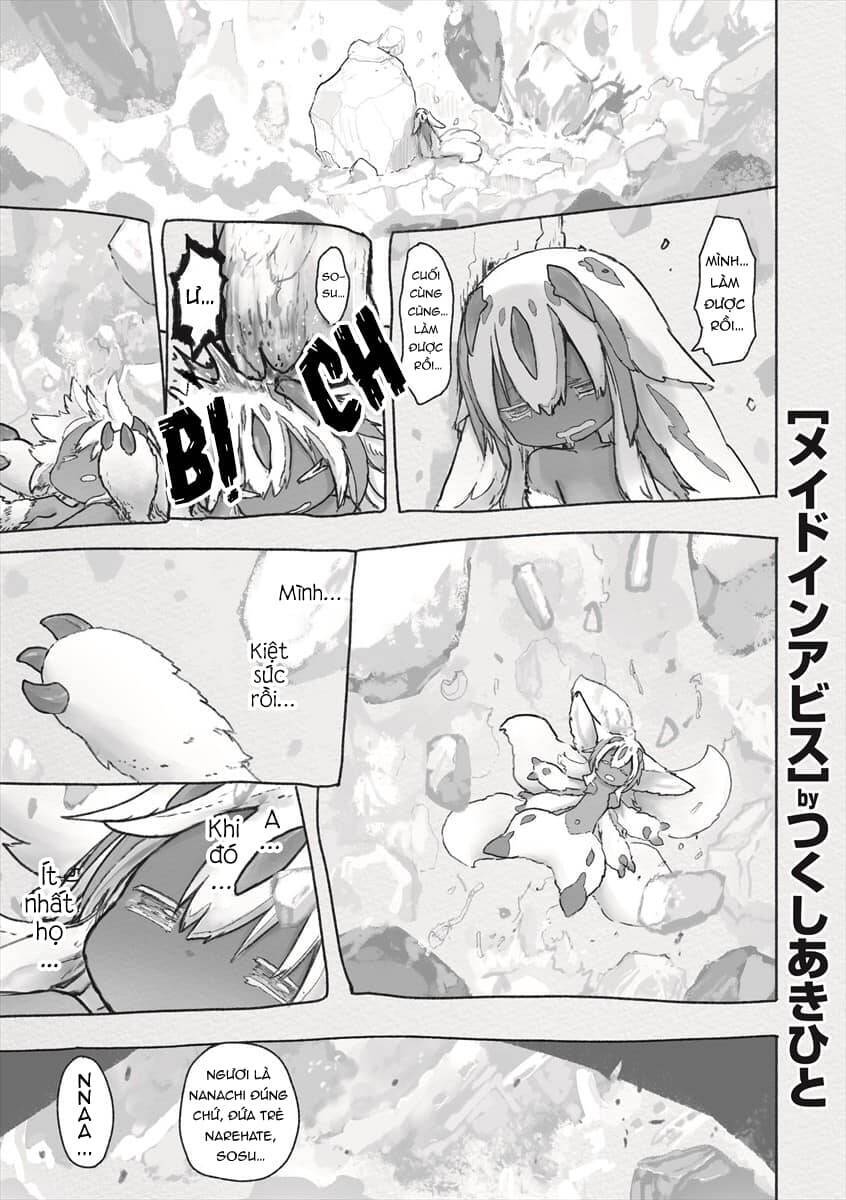 MÌNH...
LÀM
ĐƯỢC
RỒI...
CUỐI
CÙNG
CŨNG...
LÀM
ĐƯỢC
RỒI...
SO-
SU...
Ư...
BỊCH
Mình...
Kiệt
sức
rồi...
A
...
Khi
đó
...
Ít
nhất
họ
...
NGƯƠI LÀ
NANACHI ĐÚNG
CHỨ, ĐỨA TRẺ
NAREHATE,
SOSU...
NNAA...
[メイドインアビス] by つくしあきひと